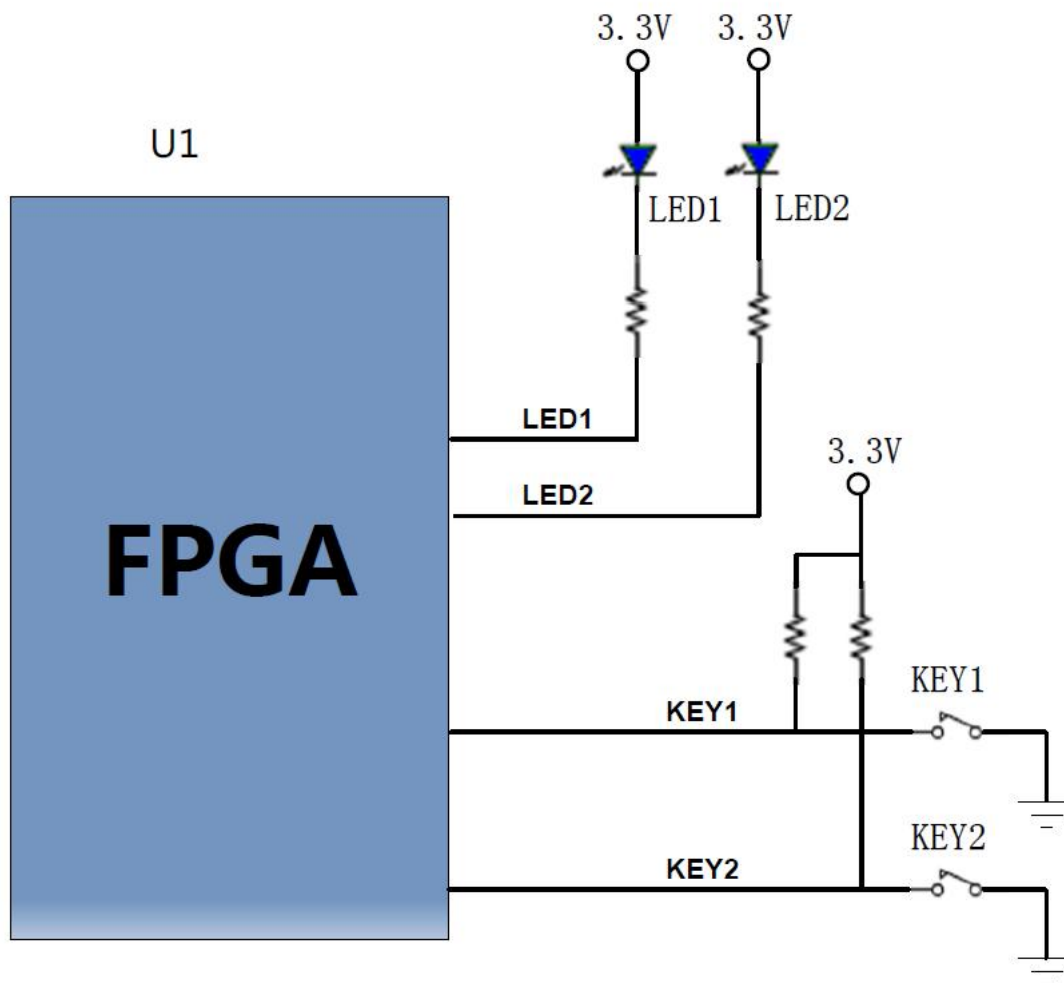 3.3V 3.3V
U1
LED1 LED2
LED1
3.3V
LED2
FPGA
KEY1
KEY1
KEY2
KEY2